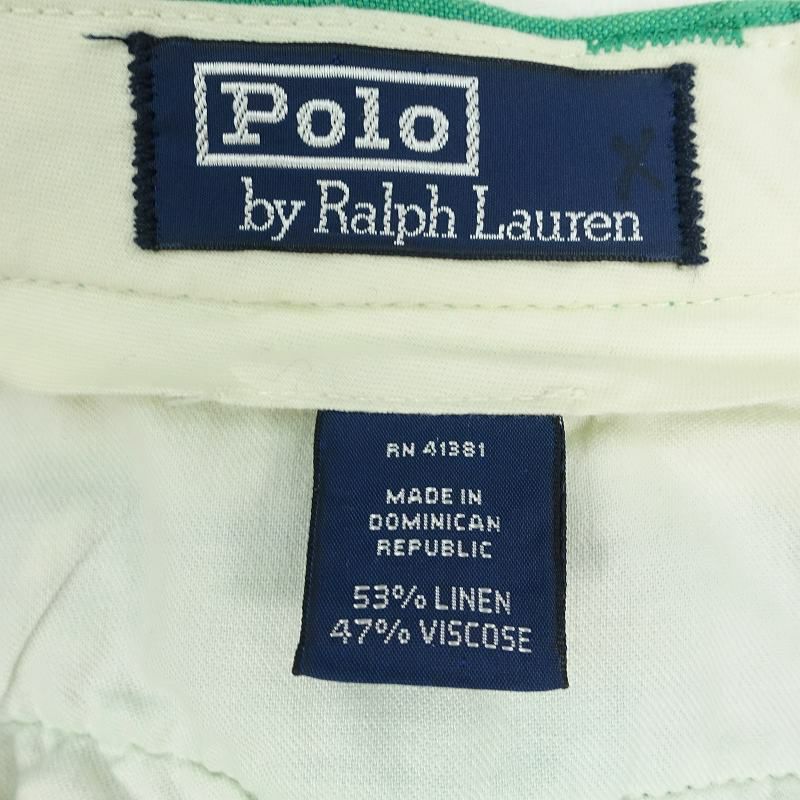 Polo
by Ralph Lauren
X
RN 41381
MADE IN
DOMINICAN
REPUBLIC
53% LINEN
47% VISCOSE